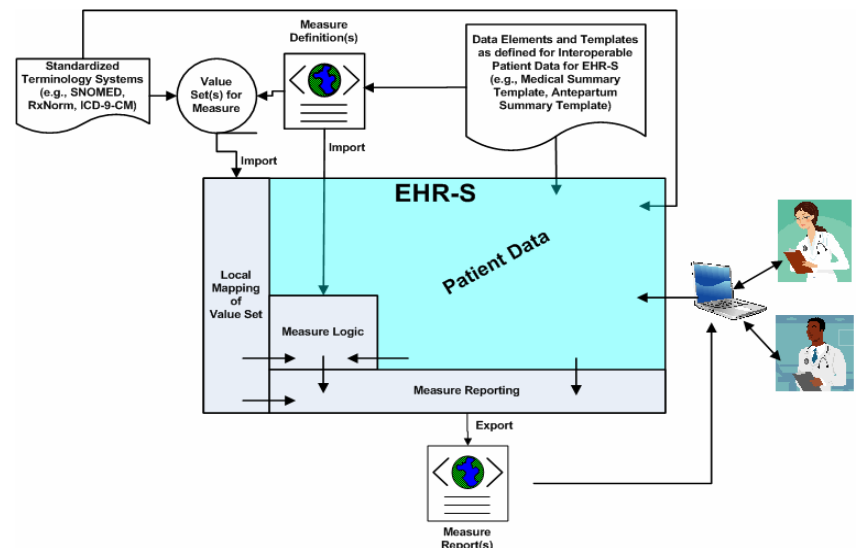 Measure
Definition(s)
Standardized
Terminology Systems
(e.g., SNOMED,
RxNorm, ICD-9-CM)
Value
Set(s) for
Measure
Data Elements and Templates
as defined for Interoperable
Patient Data for EHR-S
(e.g., Medical Summary
Template, Antepartum
Summary Template)
Import
Import
EHR-S
Patient Data
Local
Mapping
of
Value Set
Measure Logic
Measure Reporting
Export
Measure
Report(s)